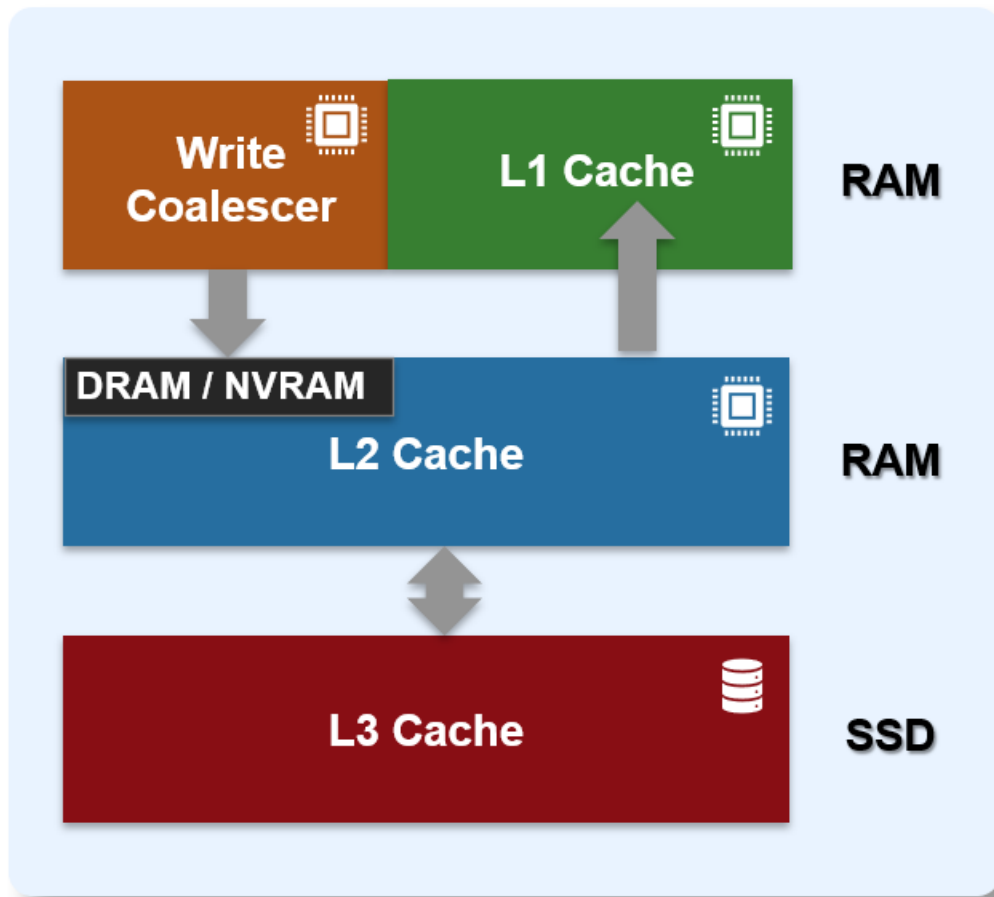 Write
Coalescer
L1 Cache
RAM
DRAM / NVRAM
L2 Cache
RAM
L3 Cache
SSD